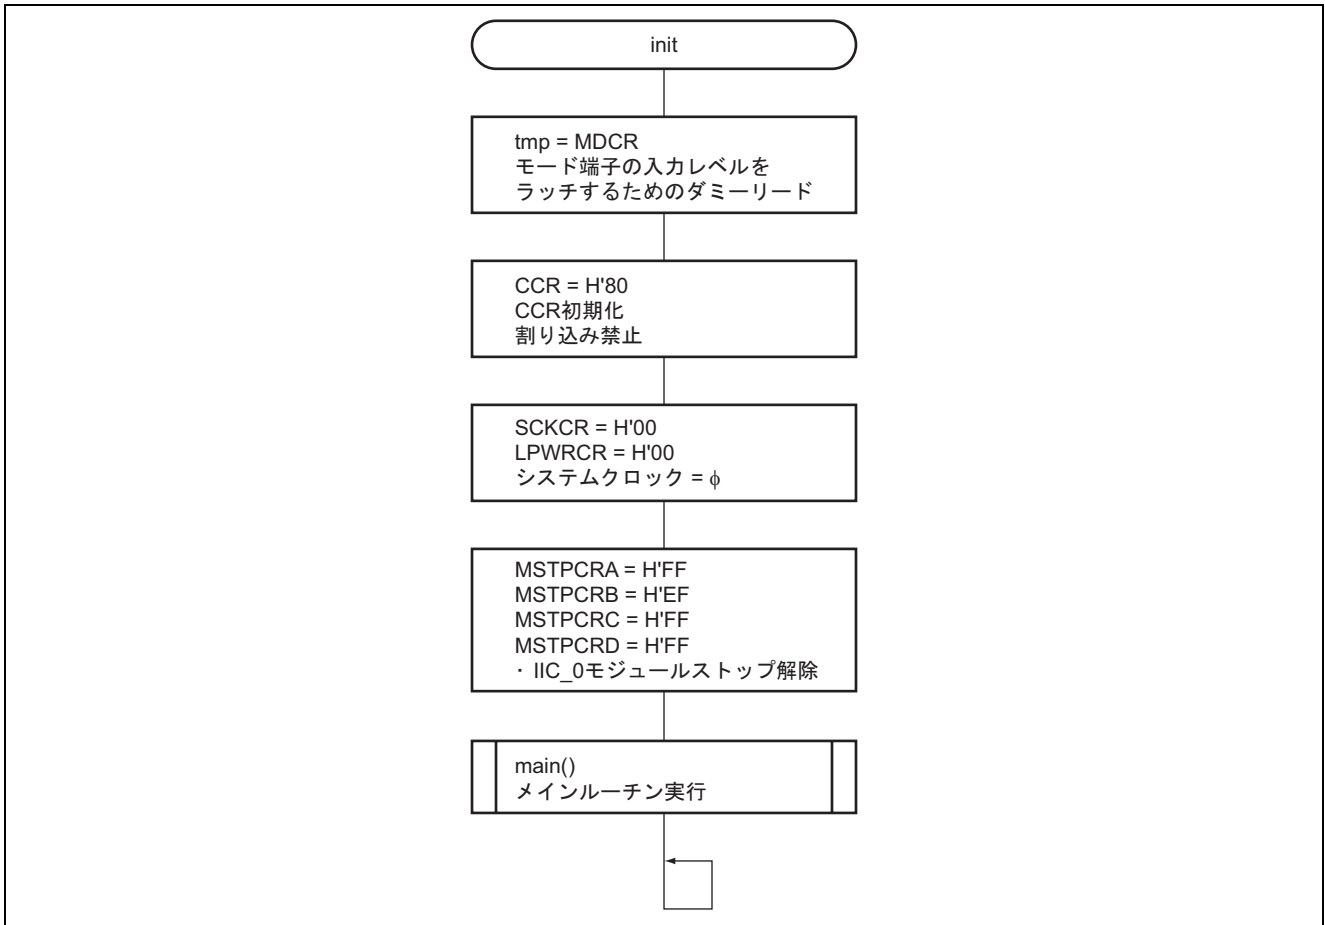 init
tmp = MDCR
モード端子の入力レベルを
ラッチするためのダミーリード
CCR = H'80
CCR初期化
割り込み禁止
SCKCR = H'00
LPWRCR = H'00
システムクロック = φ
MSTPCRA = H'FF
MSTPCRB = H'EF
MSTPCRC = H'FF
MSTPCRD = H'FF
・IIC_0モジュールストップ解除
main()
メインルーチン実行